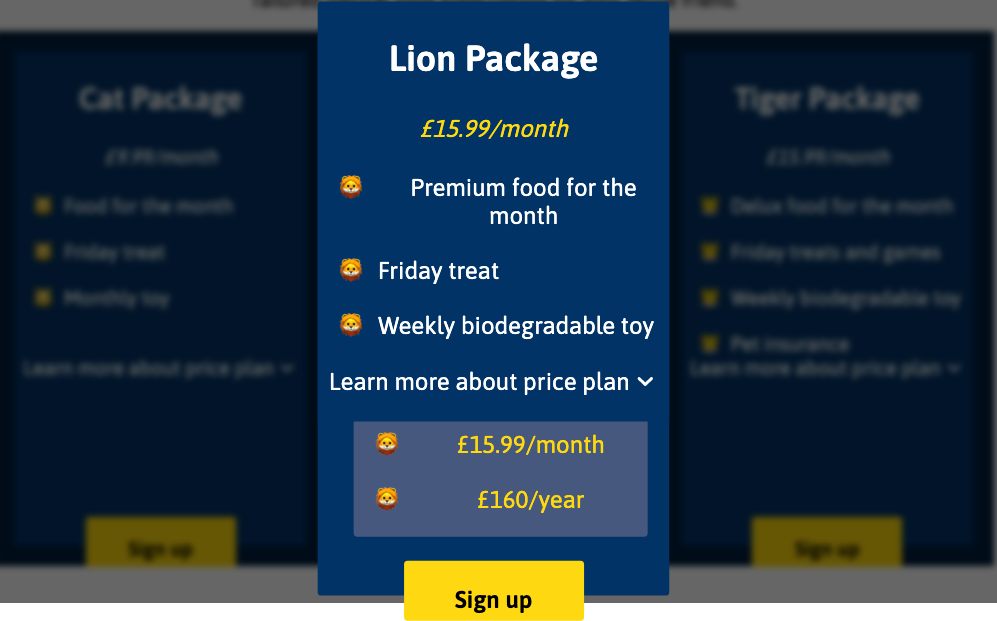 Lion Package
£15.99/month
Premium food for the
month
Friday treat
Weekly biodegradable toy
Learn more about price plan
£15.99/month
£160/year
Sign up
Cat Package
£9.99/month
Food for the month
Friday treat
Monthly toy
Learn more about price plan
Sign up
Tiger Package
Delux food for the month
Friday treats and games
Weekly biodegradable toy
Pet insurance
Learn more about price plan
Sign up